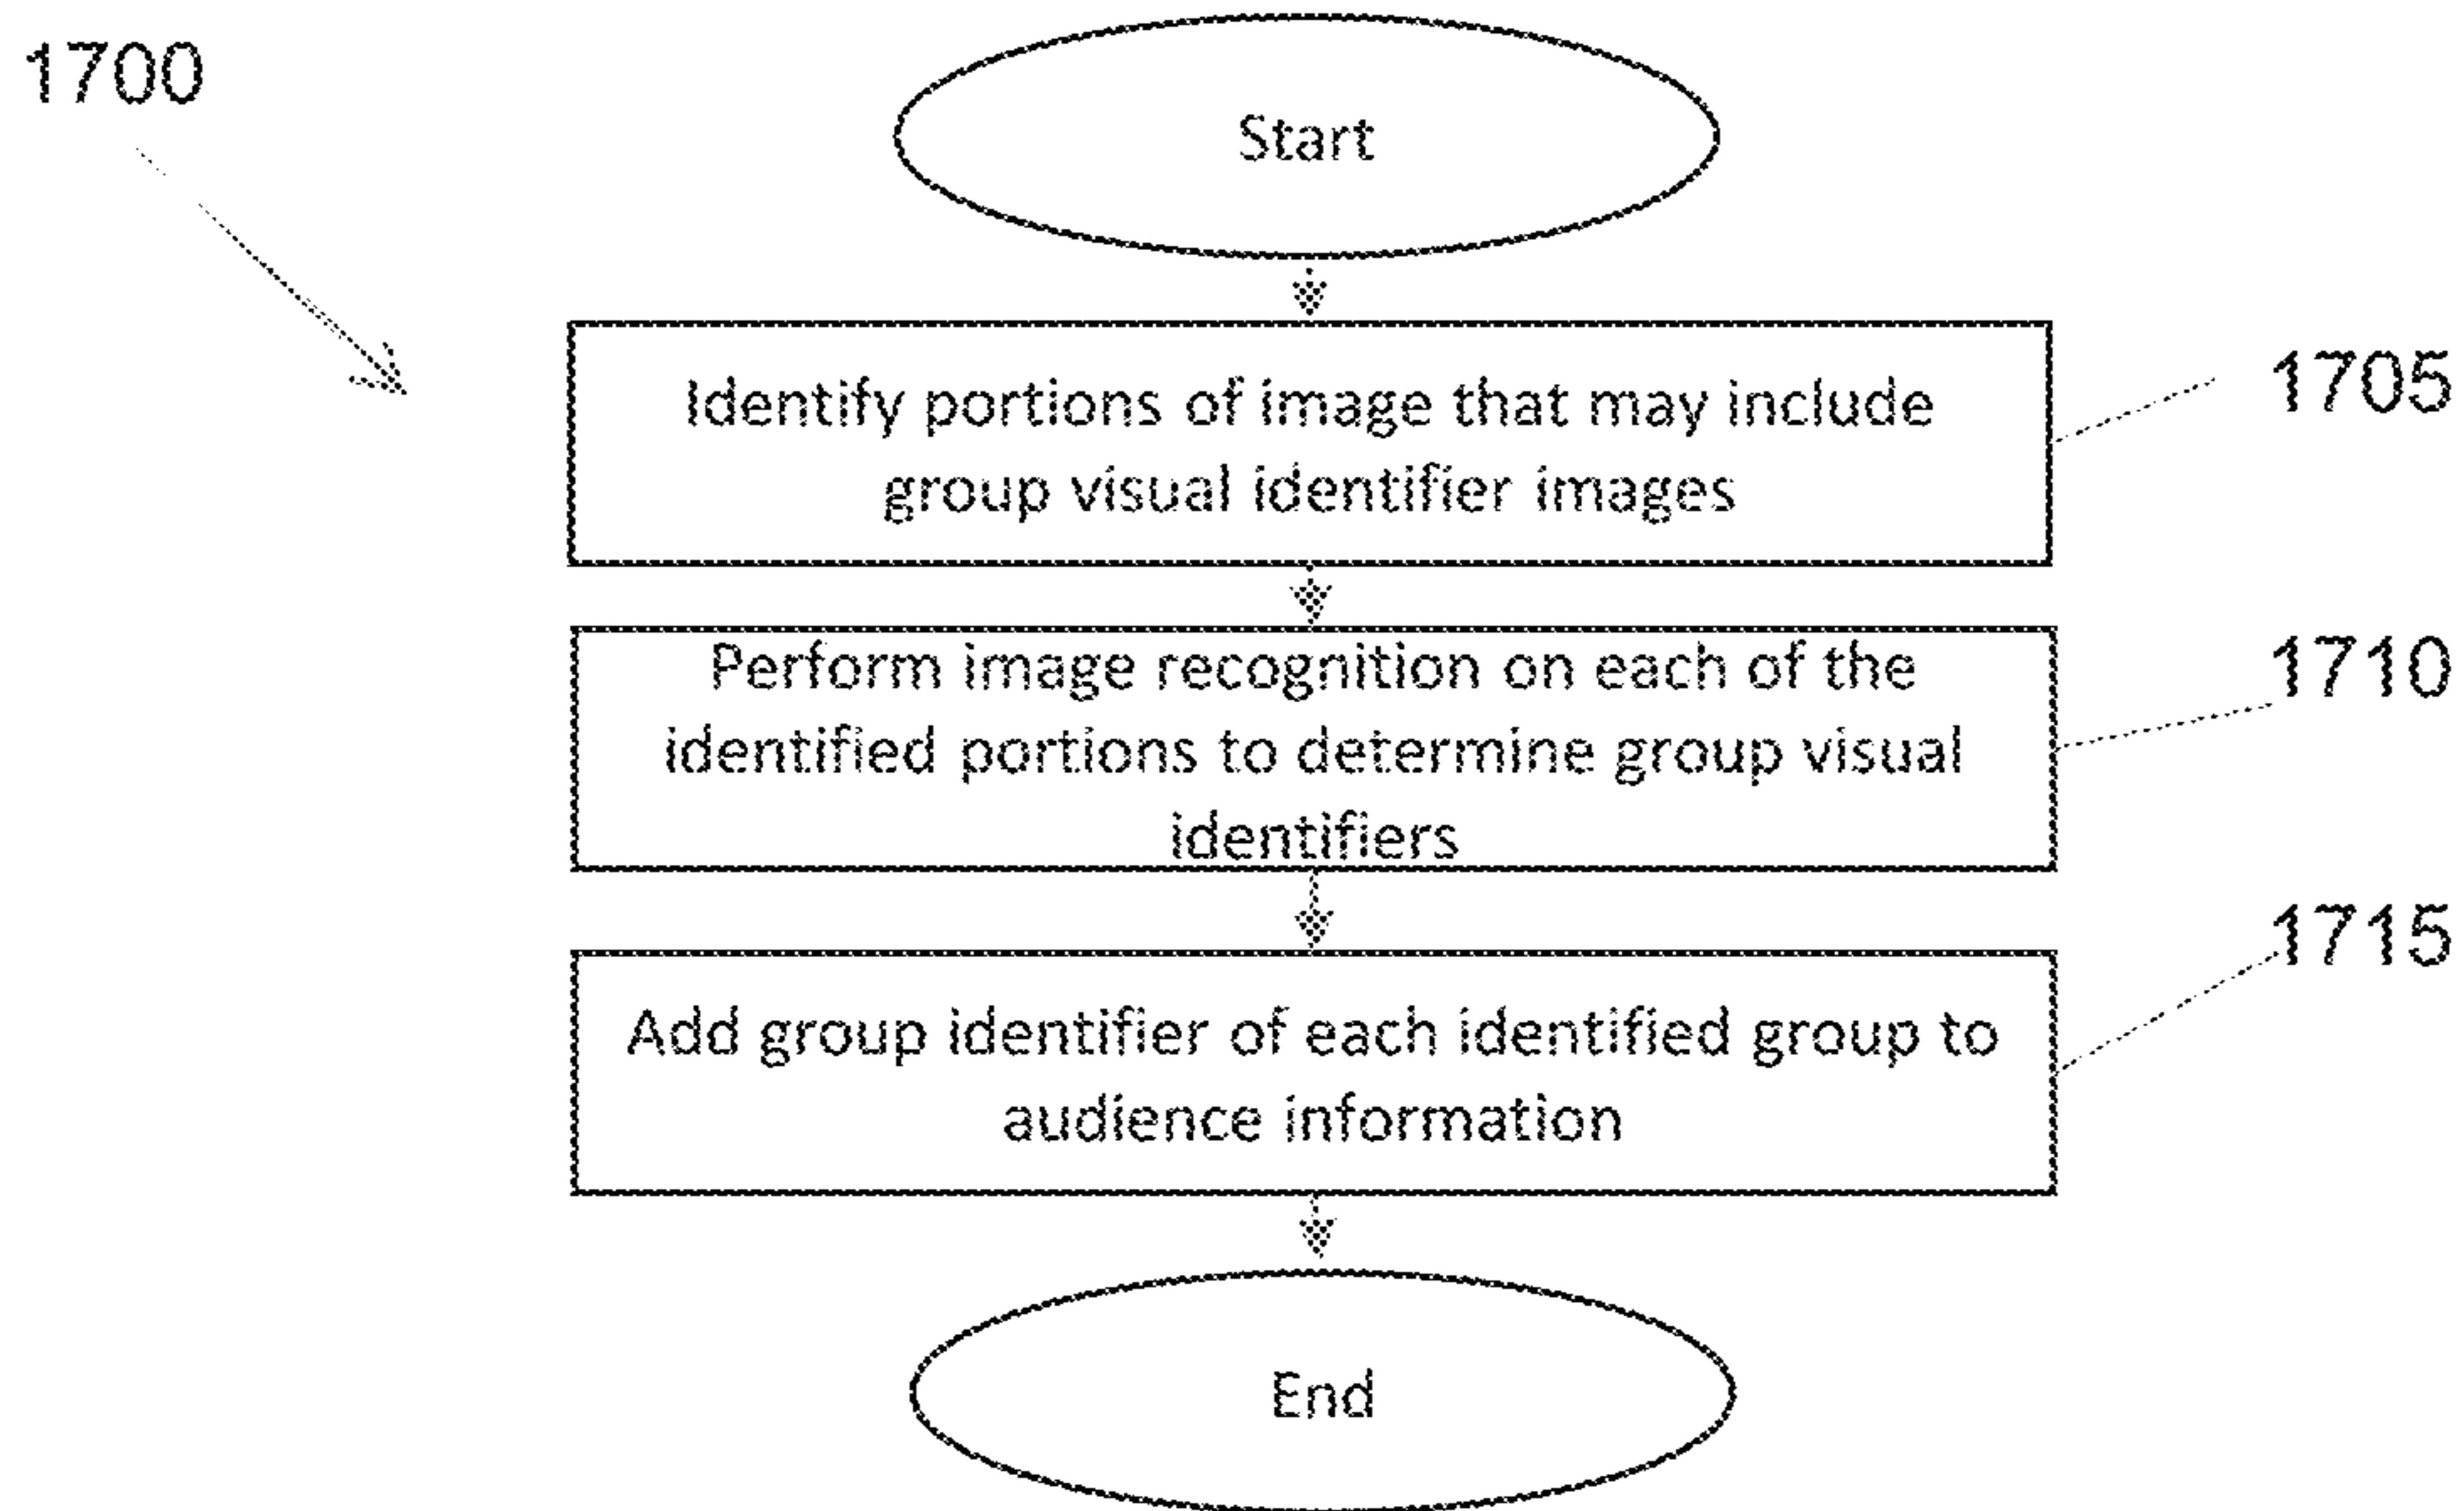 1700
Start
Identify portions of image that may include
group visual identifier images
1705
Perform image recognition on each of the
identified portions to determine group visual
identifiers
1710
Add group identifier of each identified group to
audience information
1715
End